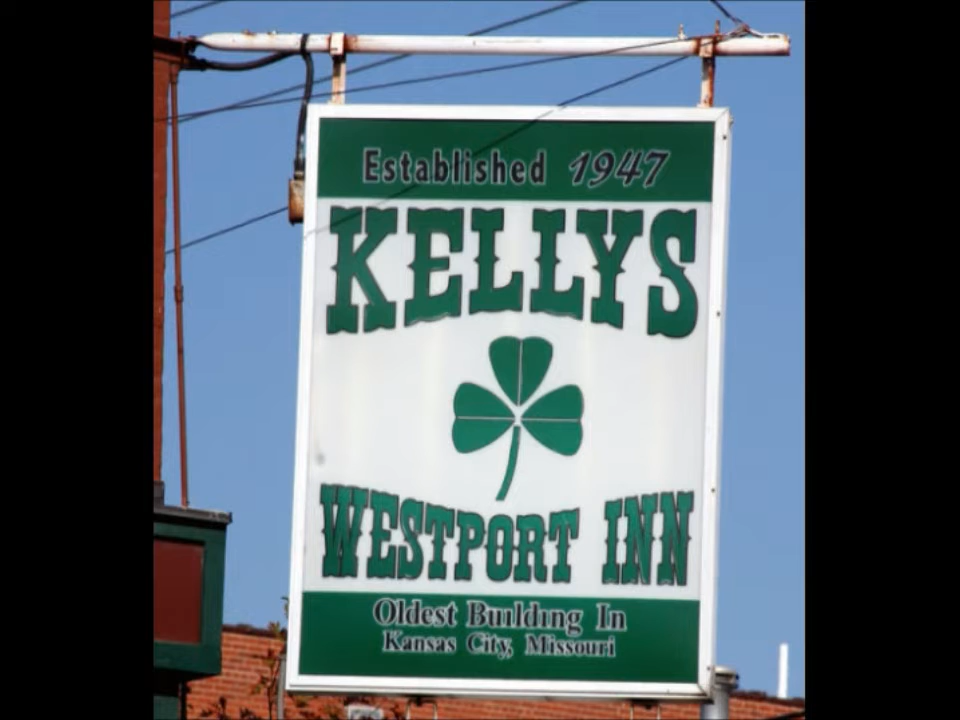 Established 1947
KELLYS
WESTPORT INN
Oldest Building In
Kansas City, Missouri